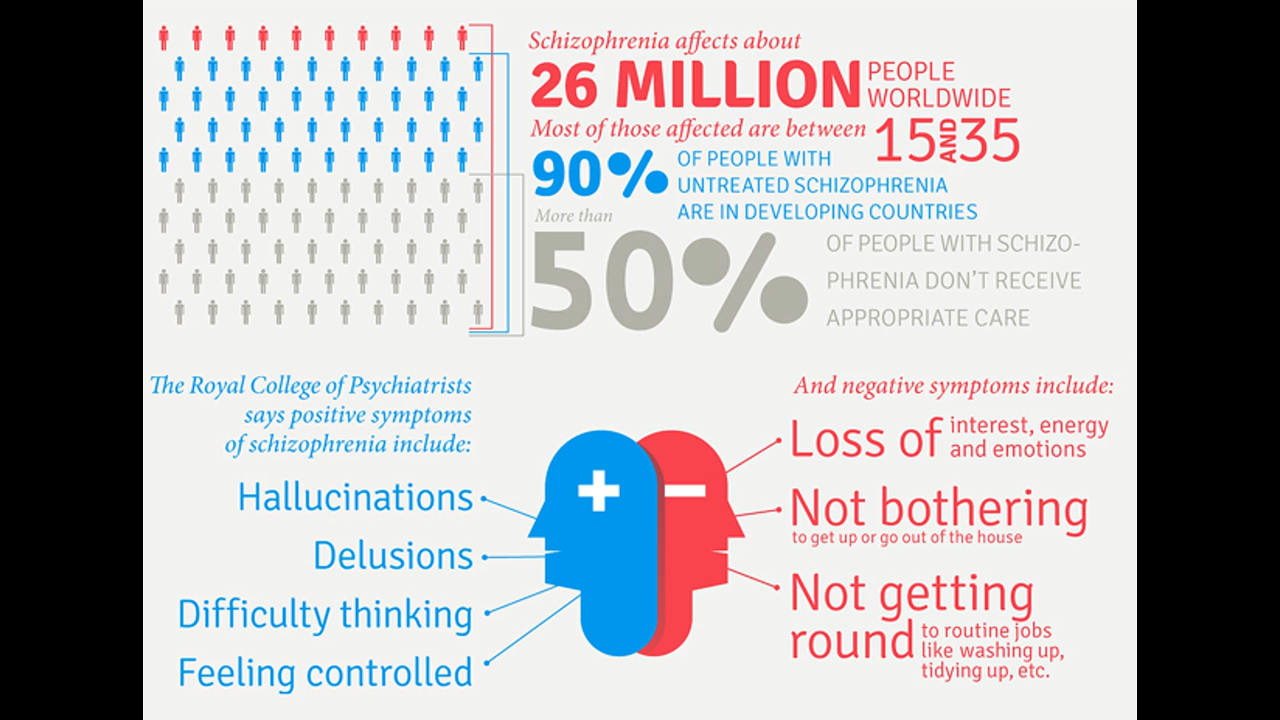 Schizophrenia affects about
26 MILLION PEOPLE
WORLDWIDE
Most of those affected are between 15 AND 35
90% OF PEOPLE WITH
UNTREATED SCHIZOPHRENIA
ARE IN DEVELOPING COUNTRIES
More than
50% OF PEOPLE WITH SCHIZO-
PHRENIA DON'T RECEIVE
APPROPRIATE CARE
The Royal College of Psychiatrists
says positive symptoms
of schizophrenia include:
Hallucinations
Delusions
Difficulty thinking
Feeling controlled
+
−
And negative symptoms include:
Loss of interest, energy
and emotions
Not bothering
to get up or go out of the house
Not getting
round to routine jobs
like washing up,
tidying up, etc.